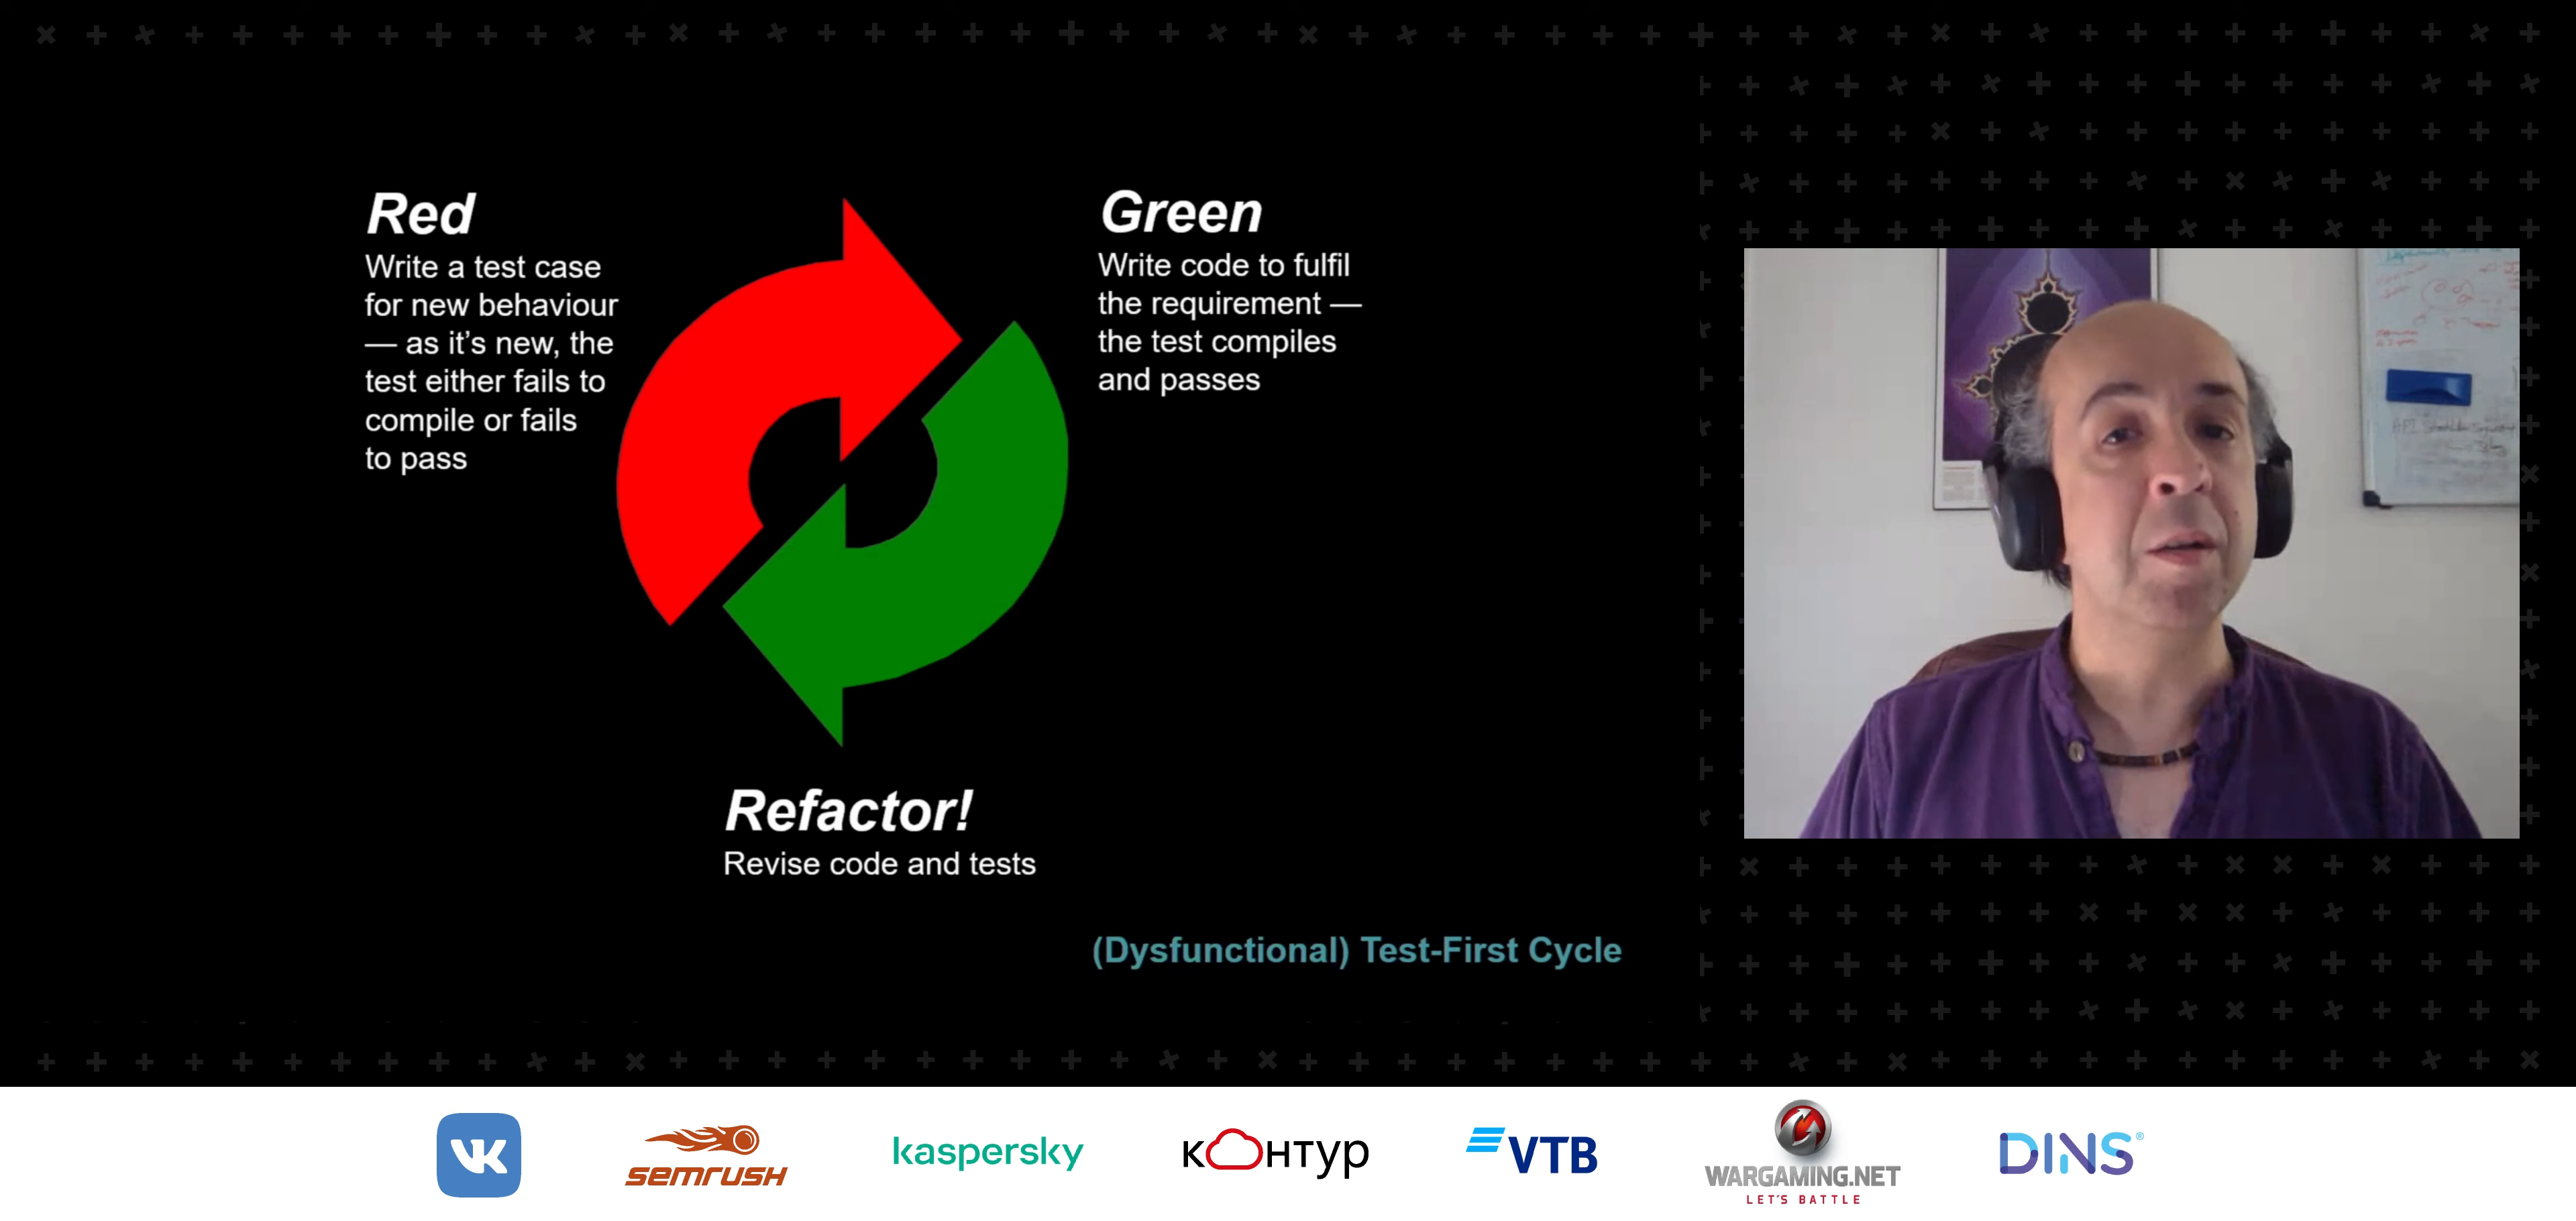 Red
Write a test case
for new behaviour
— as it's new, the
test either fails to
compile or fails
to pass
Green
Write code to fulfil
the requirement —
the test compiles
and passes
Refactor!
Revise code and tests
(Dysfunctional) Test-First Cycle
VK
SEMRUSH
kaspersky
контур
VTB
WARGAMING.NET
LET'S BATTLE
DINS®